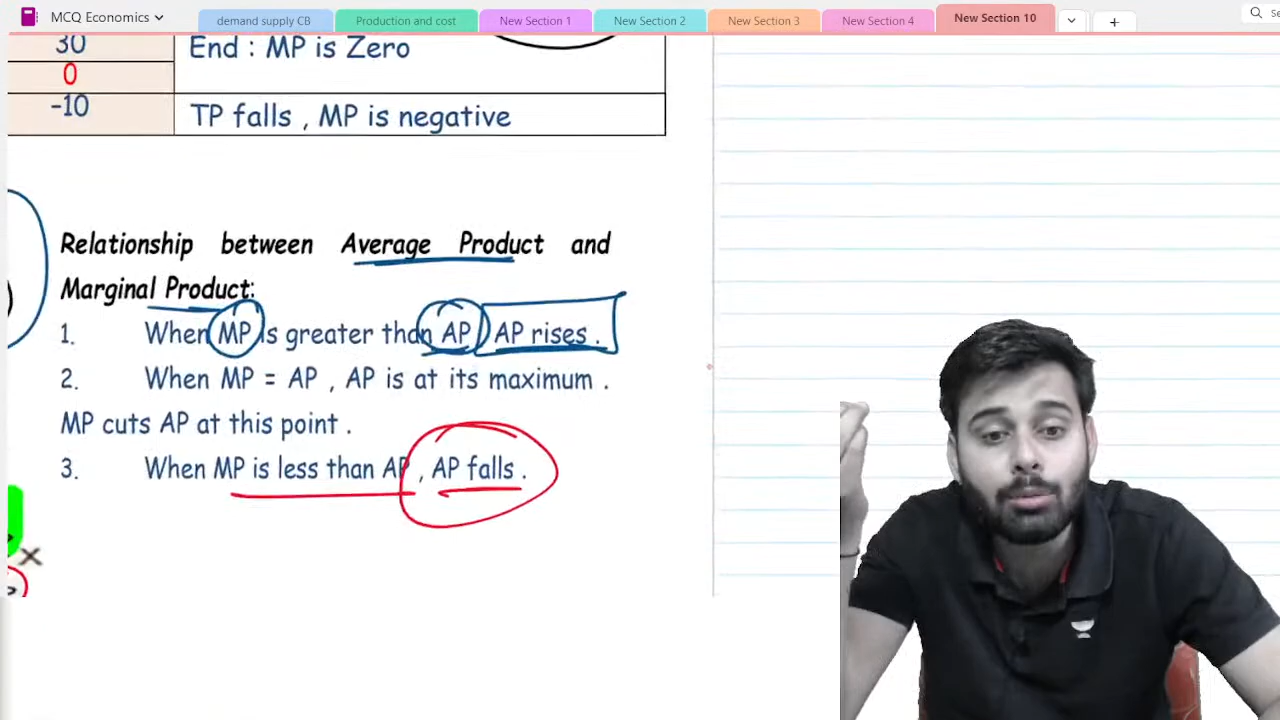 MCQ Economics
demand supply CB
Production and cost
New Section 1
New Section 2
New Section 3
New Section 4
New Section 10
30
End : MP is Zero
0
-10
TP falls , MP is negative
Relationship between Average Product and
Marginal Product:
1. When MP is greater than AP , AP rises .
2. When MP = AP , AP is at its maximum .
MP cuts AP at this point .
3. When MP is less than AP , AP falls .